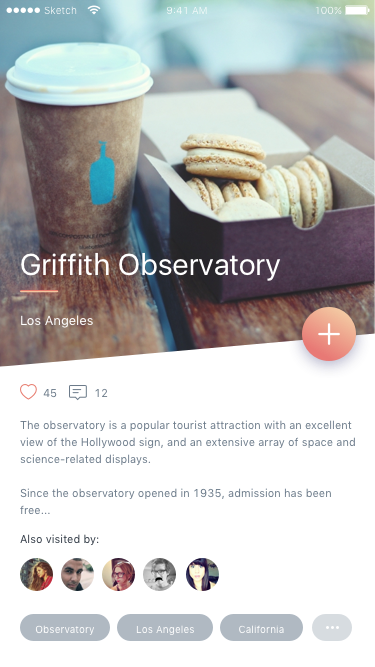 Sketch 9:41 AM 100%
Griffith Observatory
Los Angeles
45 12
The observatory is a popular tourist attraction with an excellent
view of the Hollywood sign, and an extensive array of space and
science-related displays.
Since the observatory opened in 1935, admission has been
free...
Also visited by:
Observatory Los Angeles California